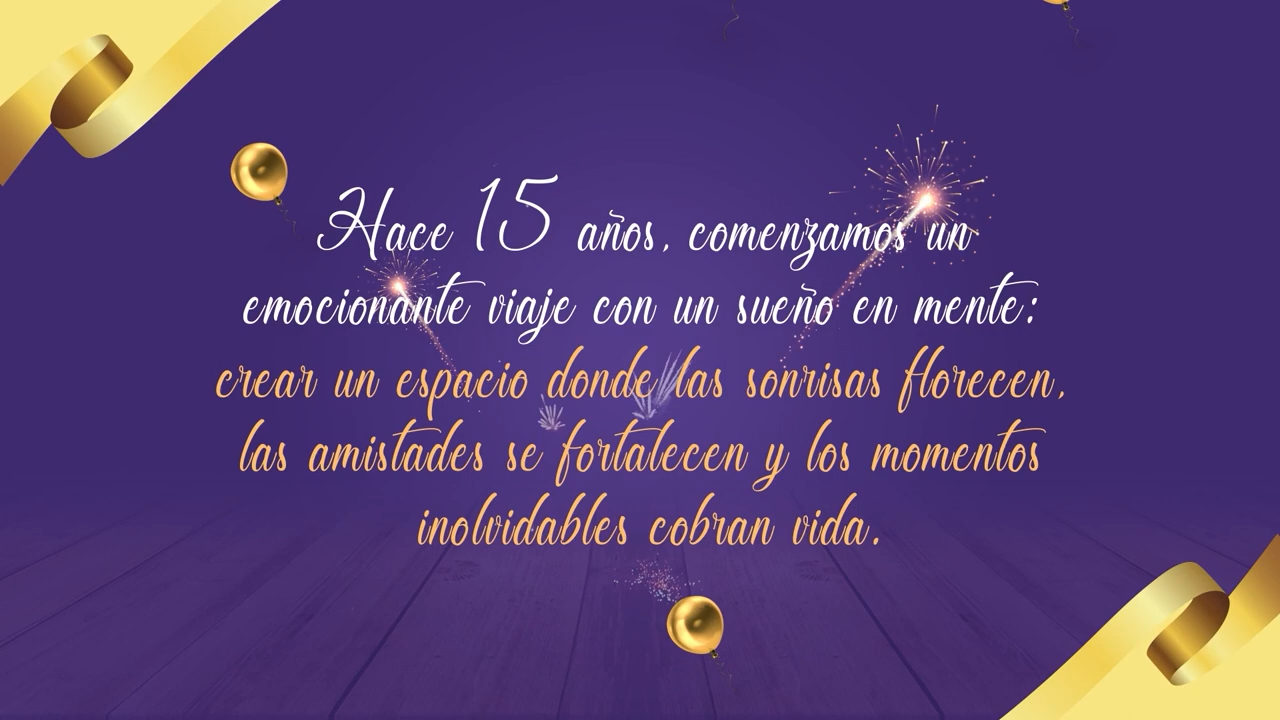 Hace 15 años, comenzamos un
emocionante viaje con un sueño en mente:
crear un espacio donde las sonrisas florecen,
las amistades se fortalecen y los momentos
inolvidables cobran vida.